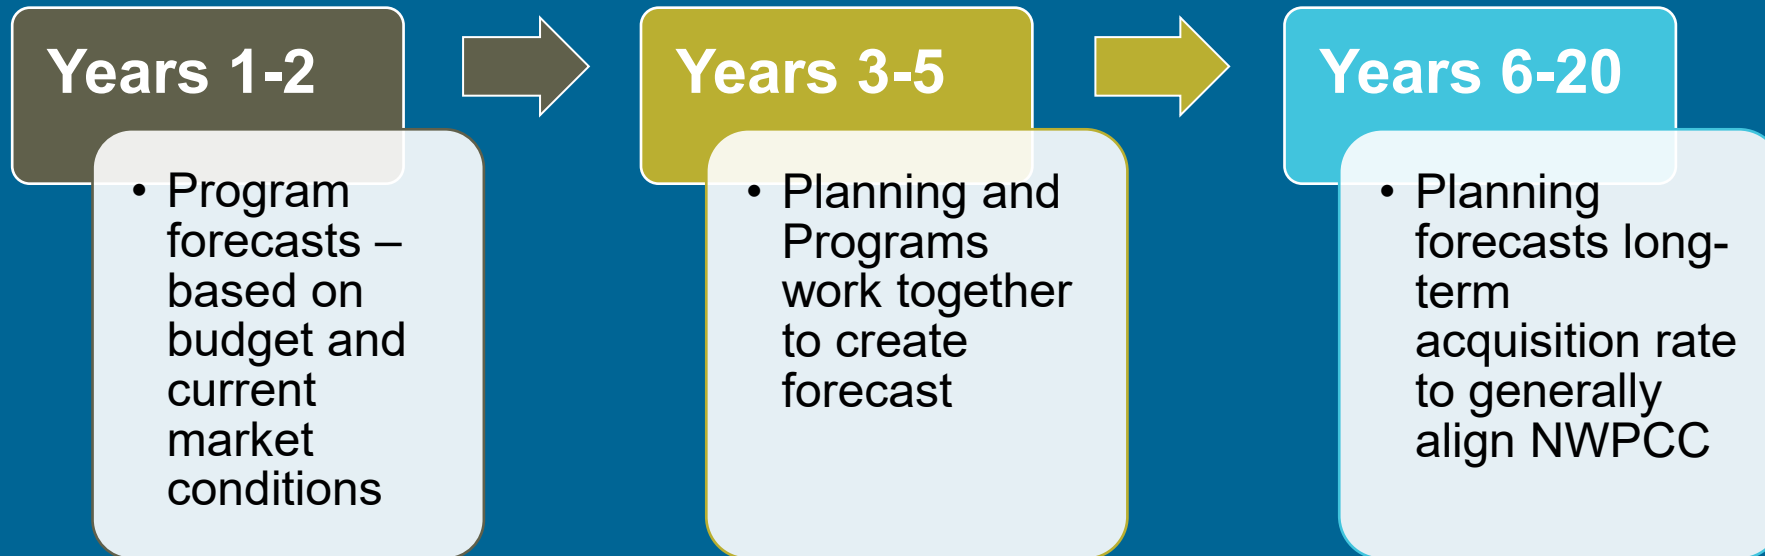 Years 1-2
• Program
forecasts –
based on
budget and
current
market
conditions
Years 3-5
• Planning and
Programs
work together
to create
forecast
Years 6-20
• Planning
forecasts long-
term
acquisition rate
to generally
align NWPCC